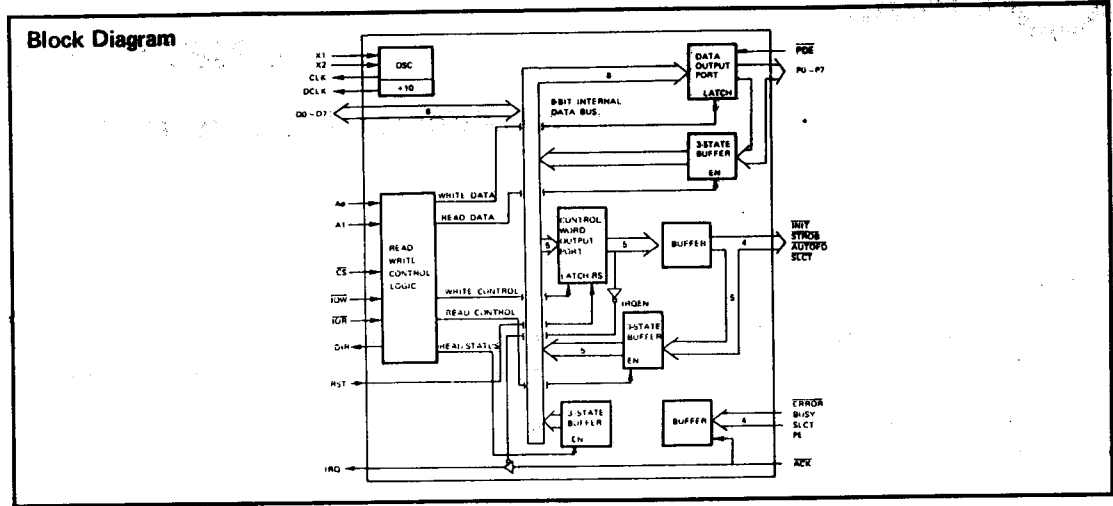 Block Diagram
X1
X2
CLK
DCLK
OSC
+10
D0-D7
8
8-BIT INTERNAL
DATA BUS.
8
DATA
OUTPUT
PORT
LATCH
PDE
P0-P7
3-STATE
BUFFER
EN
A0
A1
CS
IOW
IOR
DIR
RST
IRQ
READ
WRITE
CONTROL
LOGIC
WRITE DATA
READ DATA
WRITE CONTROL
READ CONTROL
READ STATUS
5
CONTROL
WORD
OUTPUT
PORT
LATCH RS
5
BUFFER
4
INIT
STROB
AUTOFD
SLCT
IRQEN
5
3-STATE
BUFFER
EN
5
3-STATE
BUFFER
EN
BUFFER
4
ERROR
BUSY
SLCT
PE
ACK